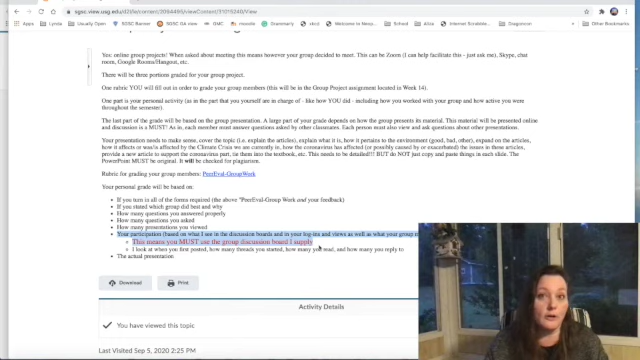 sgsc.view.usg.edu/d2l/le/content/2094460/viewContent/31015240/View
Apps
Lynda
Other Bookmarks
Yes: online group projects! When asked about meeting this means however your group decided to meet. This can be Zoom (I can help facilitate this - just ask me), Skype, chat
room, Google Rooms/Hangout, etc.
There will be three portions graded for your group project.
One rubric YOU will fill out in order to grade your group members (this will be in the Group Project assignment located in Week 14).
One part is your personal activity (as in the part that you yourself are in charge of - like how YOU did - including how you worked with your group and how active you were
throughout the semester).
The last part of the grade will be based on the group presentation. A large part of your grade depends on how the group presents its material. This material will be presented online
and discussion is a MUST! As in, each member must answer questions asked by other classmates. Each person must also view and ask questions about other presentations.
Your presentation needs to make sense, cover the topic (i.e. explain the articles), explain what it is, how it pertains to the environment (good, bad, other), expand on the articles,
how it affects or was/is affected by the Climate Crisis we see currently in, how the coronavirus has affected (or possibly caused by or exacerbated) the issues in these articles,
provide a new article to support the coronavirus part, tie them into the textbook, etc. This needs to be detailed!!! BUT do NOT just copy and paste things in each slide. The
PowerPoint MUST be original. It will be checked for plagiarism.
Rubric for grading your group members: PeerEval-GroupWork
Your personal grade will be based on:
If you turn in all of the forms required (the above "PeerEval-GroupWork and your feedback)
If you stated which group did best and why
How many questions you answered properly
How many questions you asked
How many presentations you viewed
Your participation (based on what I see in the discussion boards and in your log-ins and views as well as what your group
This means you MUST use the group discussion board I supply
I look at when you first posted, how many threads you started, how many you read, and how many you reply to
The actual presentation
Download
Print
Activity Details
You have viewed this topic
Last Visited Sep 5, 2020 2:25 PM